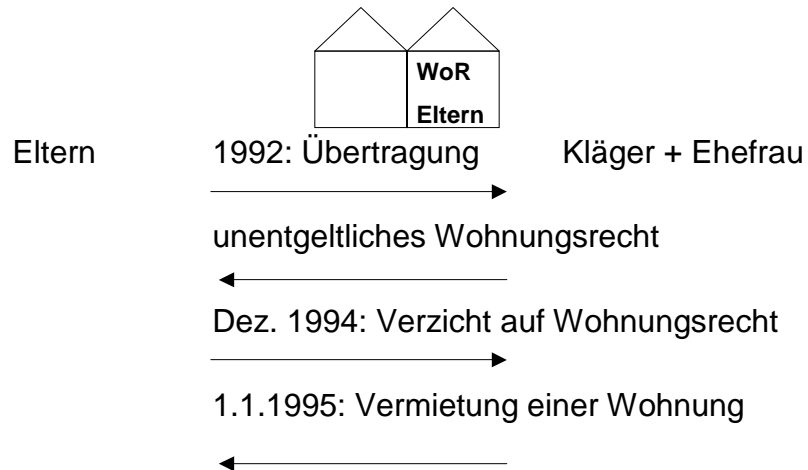 WoR
Eltern
Eltern 1992: Übertragung Kläger + Ehefrau
unentgeltliches Wohnungsrecht
Dez. 1994: Verzicht auf Wohnungsrecht
1.1.1995: Vermietung einer Wohnung